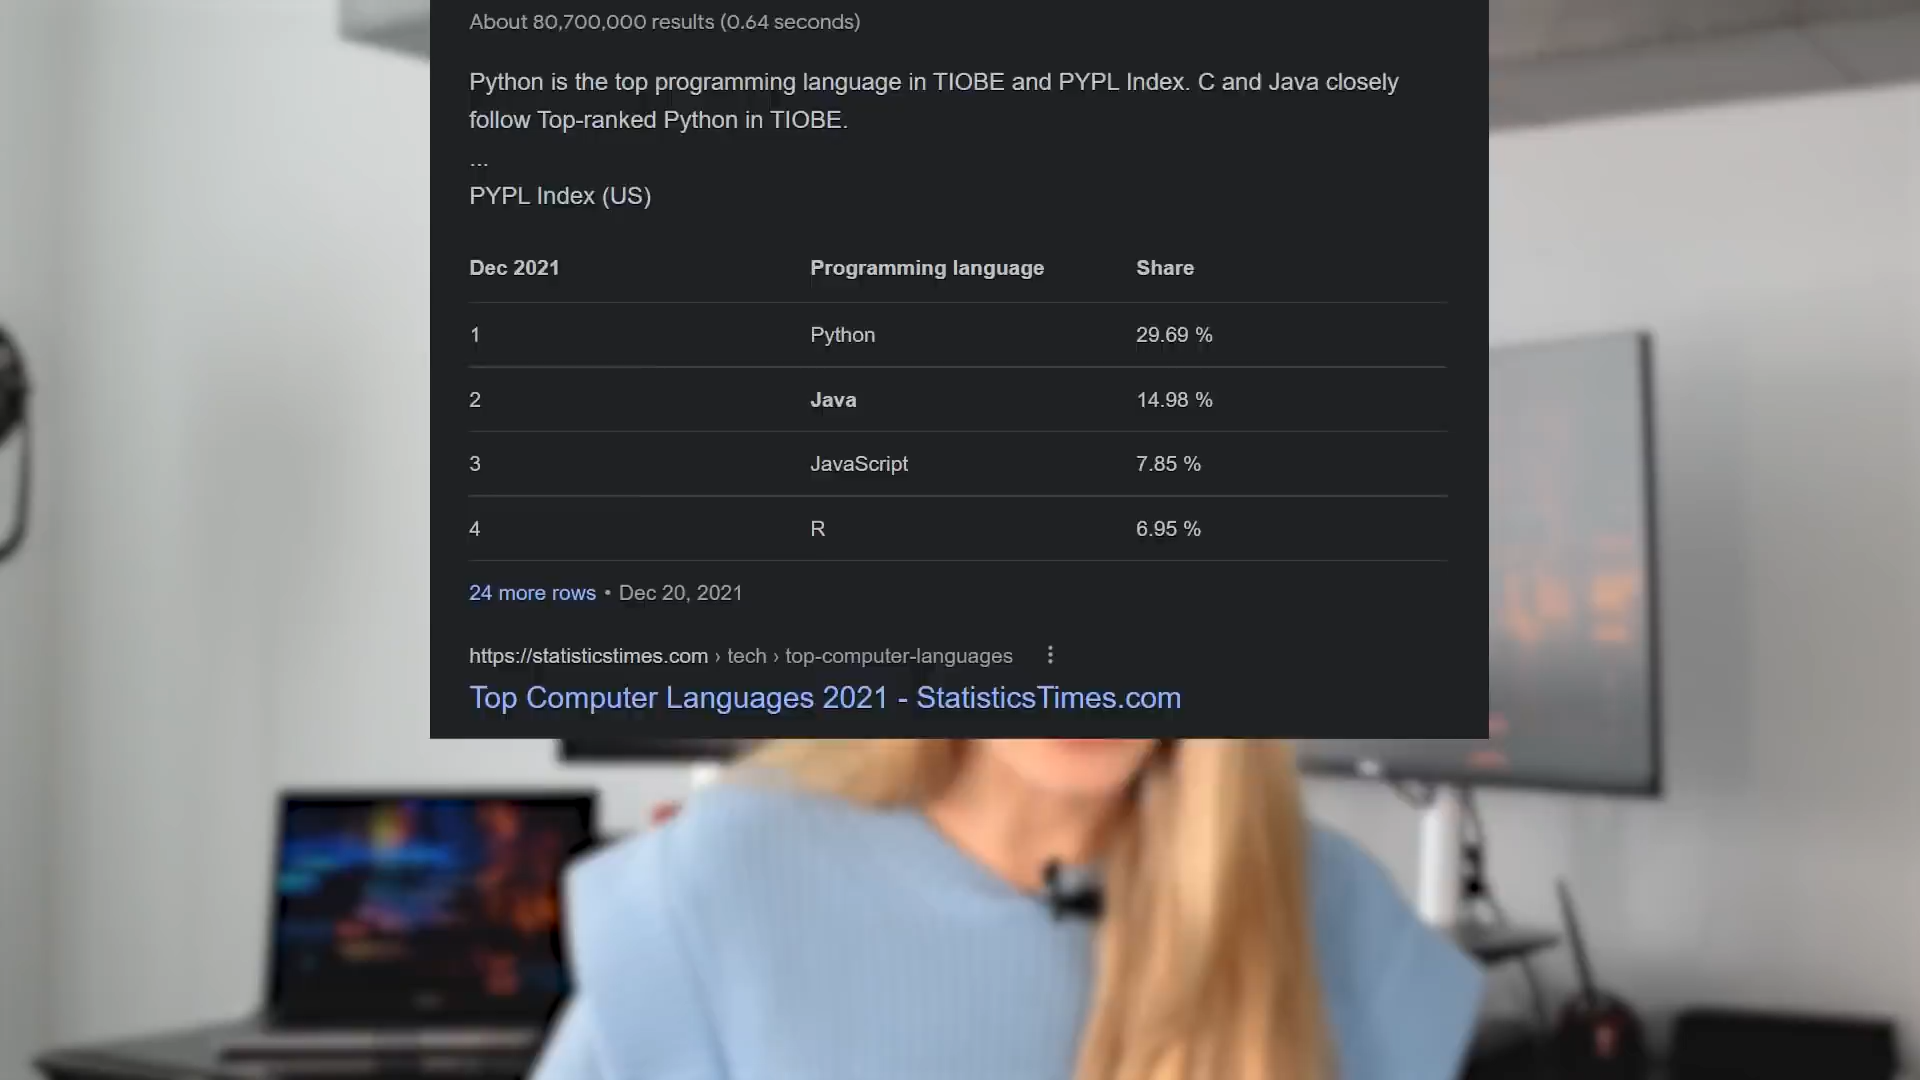 About 80,700,000 results (0.64 seconds)
Python is the top programming language in TIOBE and PYPL Index. C and Java closely
follow Top-ranked Python in TIOBE.
...
PYPL Index (US)
Dec 2021 Programming language Share
1 Python 29.69 %
2 Java 14.98 %
3 JavaScript 7.85 %
4 R 6.95 %
24 more rows • Dec 20, 2021
https://statisticstimes.com › tech › top-computer-languages
Top Computer Languages 2021 - StatisticsTimes.com